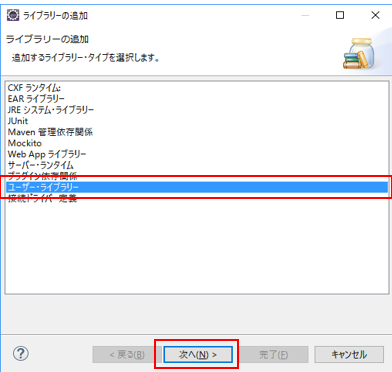 ライブラリーの追加
ライブラリーの追加
追加するライブラリー・タイプを選択します。
CXF ランタイム:
EAR ライブラリー
JRE システム・ライブラリー
JUnit
Maven 管理依存関係
Mockito
Web App ライブラリー
サーバー・ランタイム
プラグイン依存関係
ユーザー・ライブラリー
接続ドライバー定義
?
< 戻る(B)
次へ(N) >
完了(F)
キャンセル